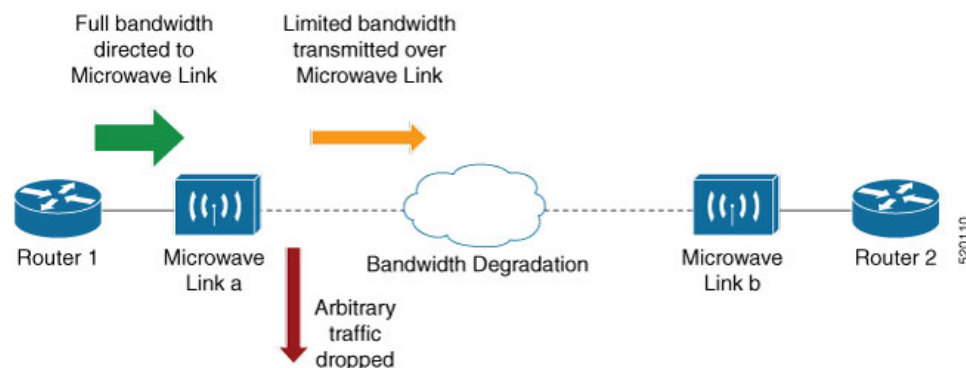 Full bandwidth
directed to
Microwave Link
Limited bandwidth
transmitted over
Microwave Link
Router 1
Microwave
Link a
Bandwidth Degradation
Microwave
Link b
Router 2
Arbitrary
traffic
dropped
520110